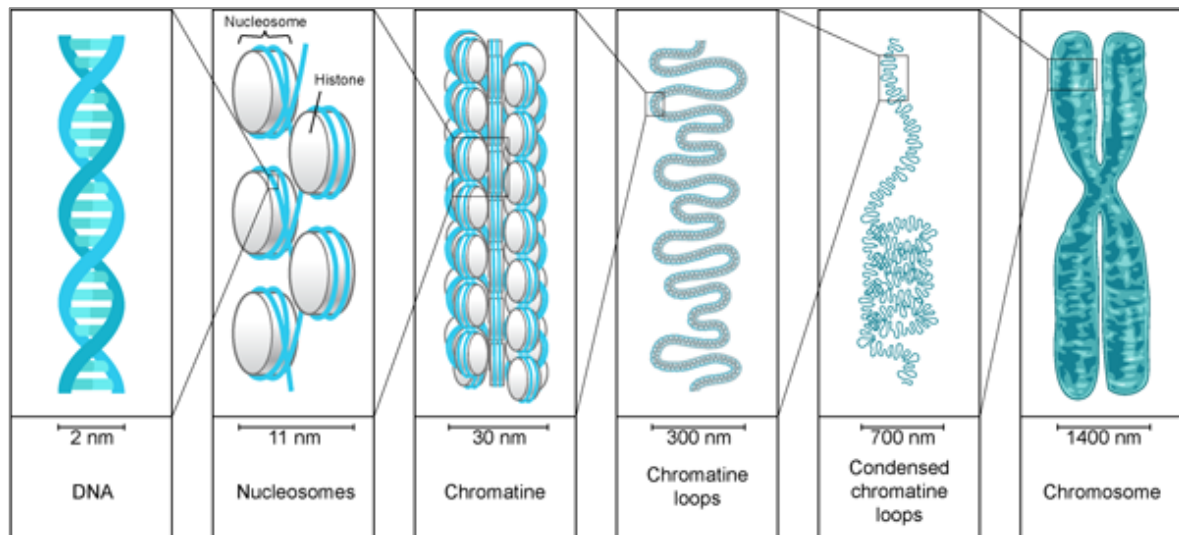 Nucleosome
Histone
2 nm
DNA
11 nm
Nucleosomes
30 nm
Chromatine
300 nm
Chromatine
loops
700 nm
Condensed
chromatine
loops
1400 nm
Chromosome